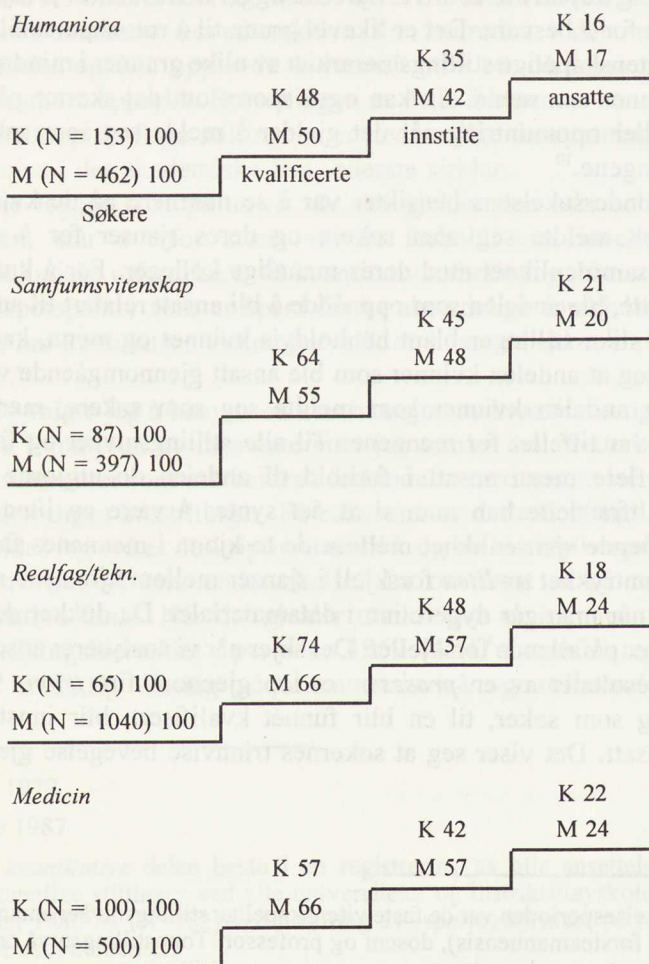 Humaniora
K 16
K 35 M 17
K 48 M 42 ansatte
K (N = 153) 100 M 50 innstilte
M (N = 462) 100 kvalificerte
Søkere
Samfunnsvitenskap
K 21
K 45 M 20
K 64 M 48
M 55
K (N = 87) 100
M (N = 397) 100
Realfag/tekn.
K 18
K 48 M 24
K 74 M 57
K (N = 65) 100 M 66
M (N = 1040) 100
Medicin
K 22
K 42 M 24
K 57 M 57
K (N = 100) 100 M 66
M (N = 500) 100